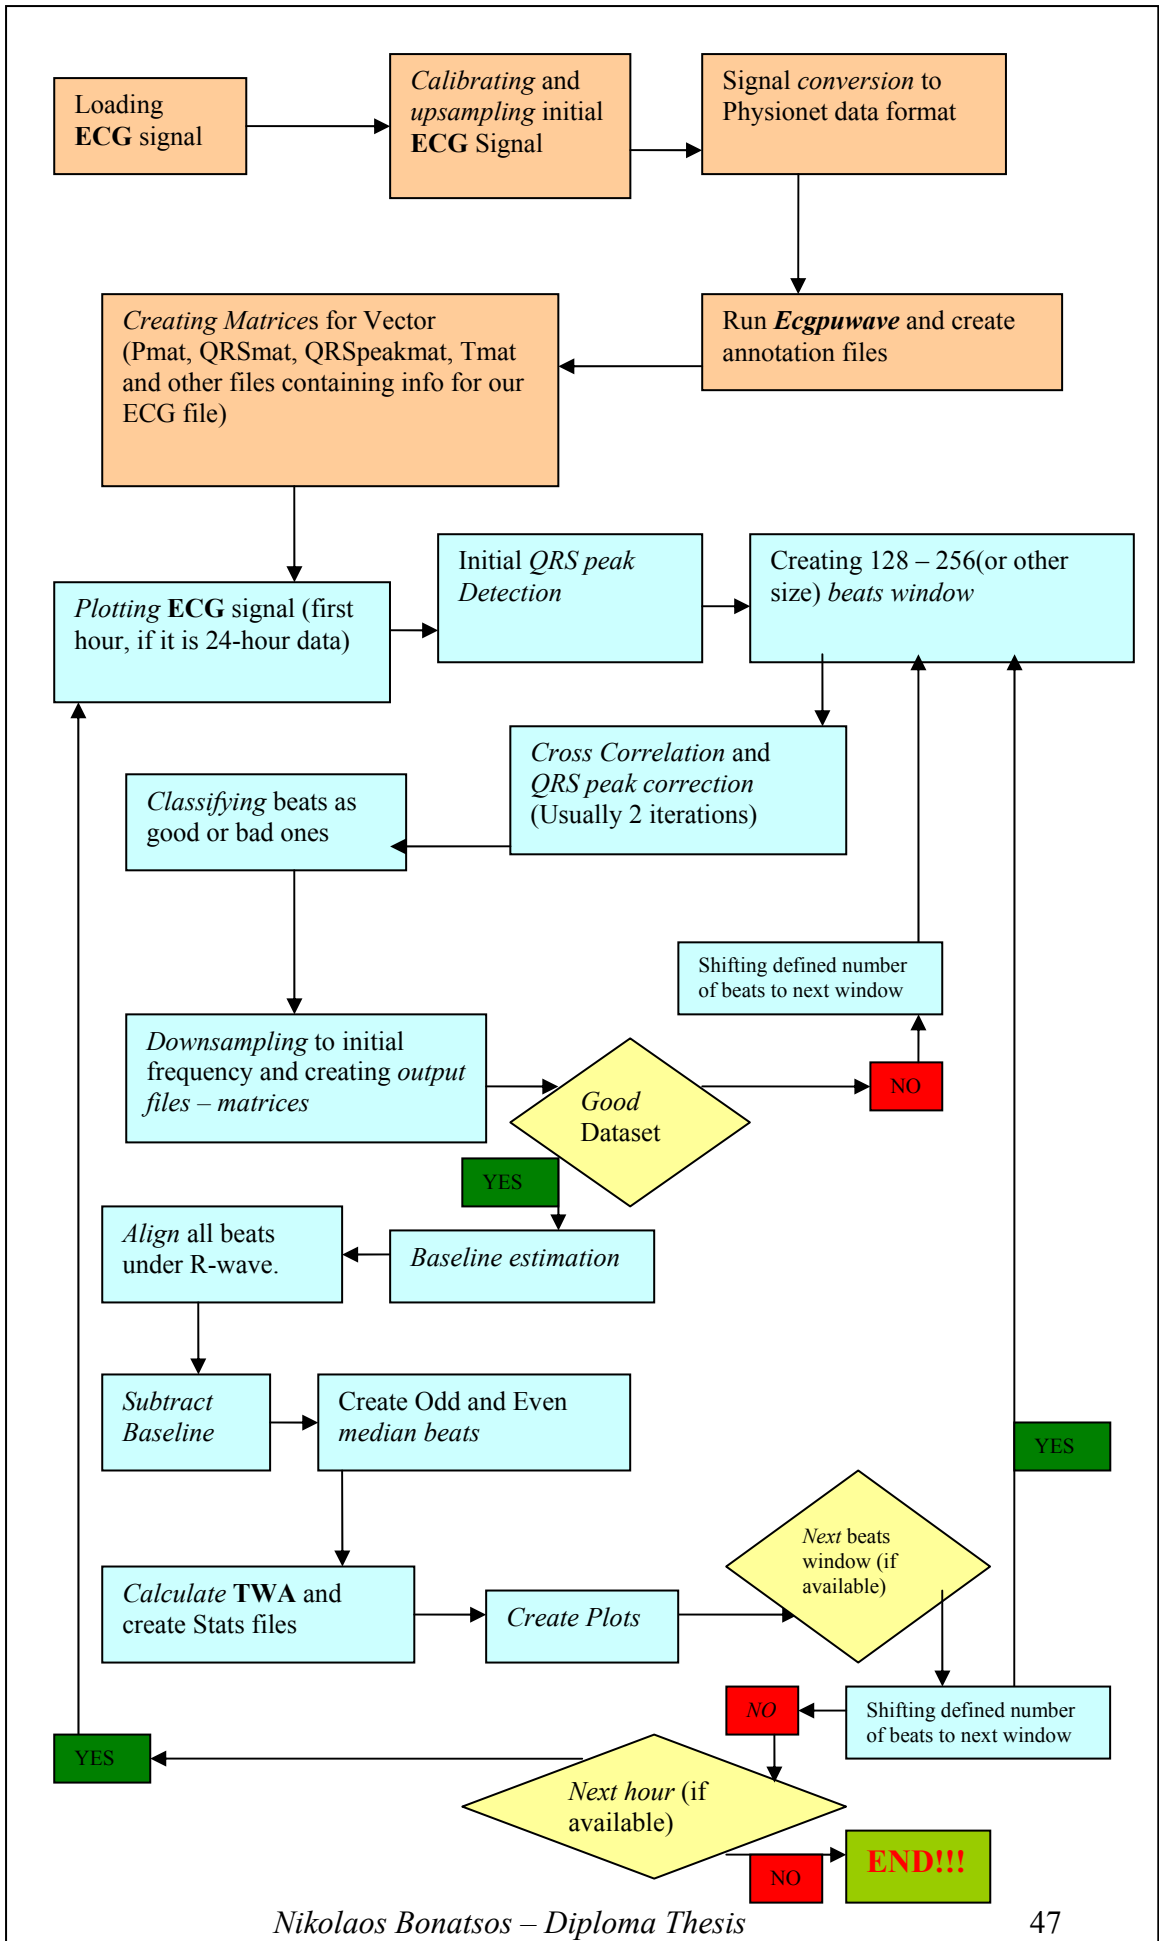 Loading
ECG signal
Calibrating and
upsampling initial
ECG Signal
Signal conversion to
Physionet data format
Creating Matrices for Vector
(Pmat, QRSmat, QRSpeakmat, Tmat
and other files containing info for our
ECG file)
Run Ecgpuwave and create
annotation files
Plotting ECG signal (first
hour, if it is 24-hour data)
Initial QRS peak
Detection
Creating 128 – 256(or other
size) beats window
Cross Correlation and
QRS peak correction
(Usually 2 iterations)
Classifying beats as
good or bad ones
Shifting defined number
of beats to next window
Downsampling to initial
frequency and creating output
files – matrices
Good
Dataset
NO
YES
Align all beats
under R-wave.
Baseline estimation
Subtract
Baseline
Create Odd and Even
median beats
YES
Next beats
window (if
available)
Calculate TWA and
create Stats files
Create Plots
NO
Shifting defined number
of beats to next window
YES
Next hour (if
available)
NO
END!!!
Nikolaos Bonatsos – Diploma Thesis 47